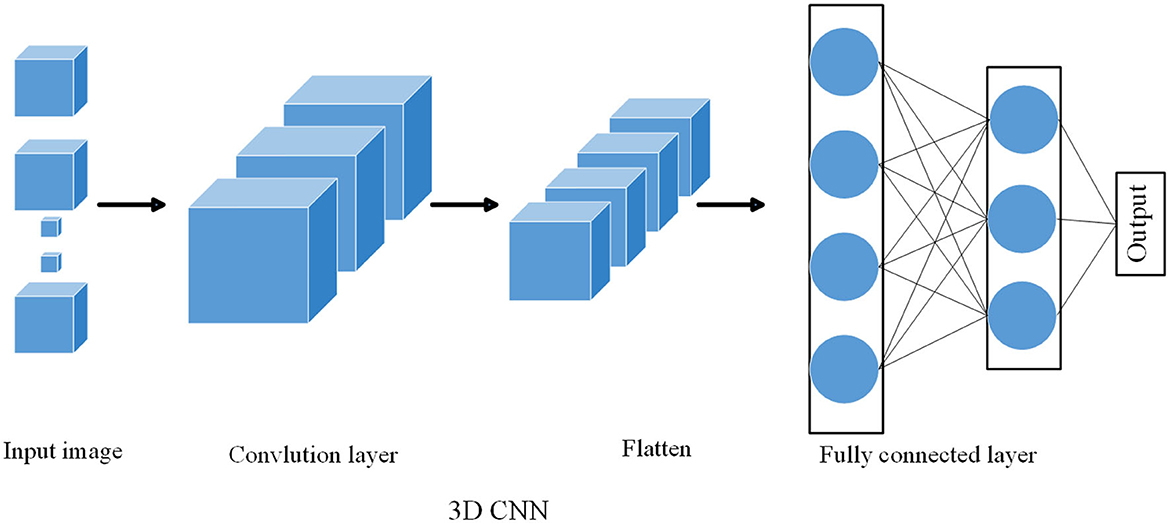 Output
Input image
Convlution layer
Flatten
Fully connected layer
3D CNN